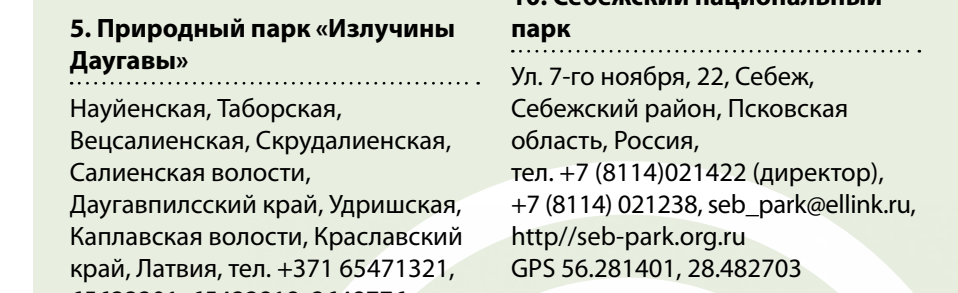 5. Природный парк «Излучины
Даугавы»
Науйенская, Таборская,
Вецсалиенская, Скрудалиенская,
Салиенская волости,
Даугавпилсский край, Удришская,
Каплавская волости, Краславский
край, Латвия, тел. +371 65471321,
10. Себежский национальный
парк
Ул. 7-го ноября, 22, Себеж,
Себежский район, Псковская
область, Россия,
тел. +7 (8114)021422 (директор),
+7 (8114) 021238, seb_park@ellink.ru,
http//seb-park.org.ru
GPS 56.281401, 28.482703